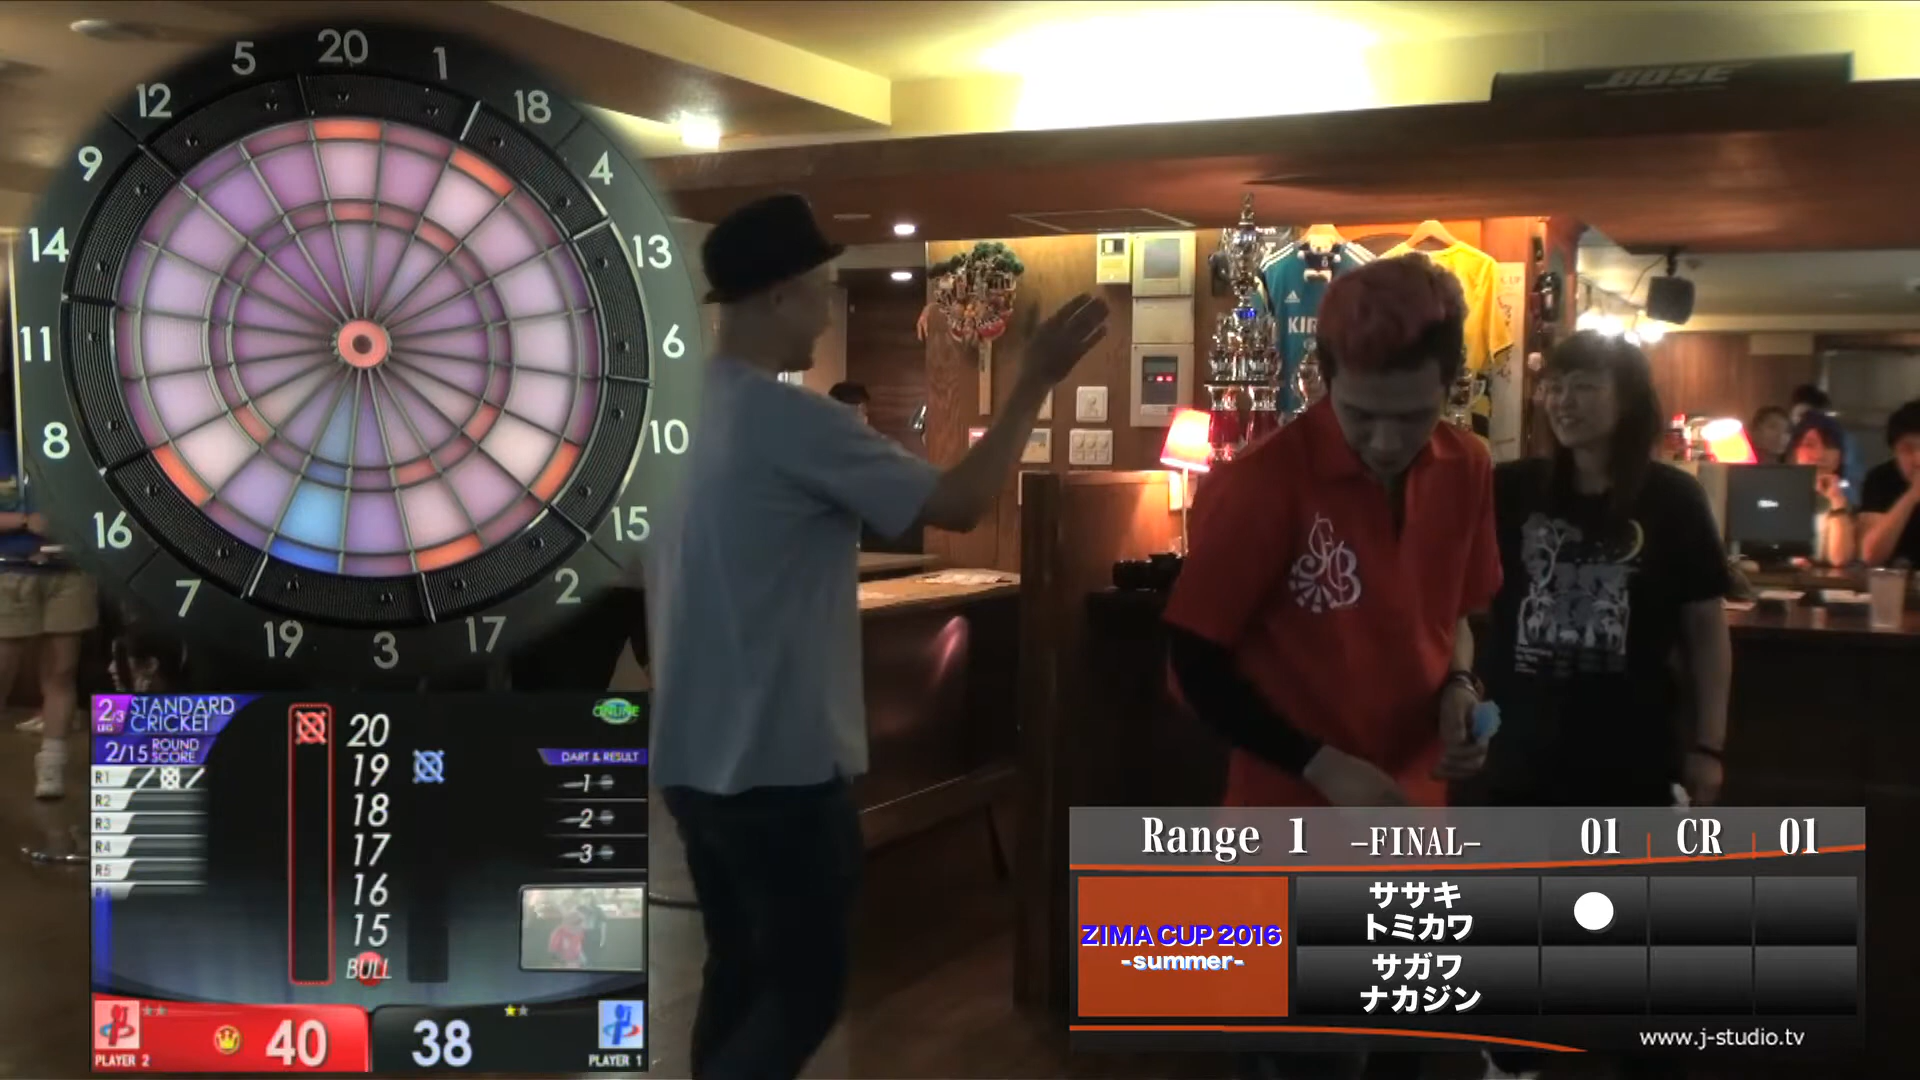 20
1
18
4
13
6
10
15
2
17
3
19
7
16
8
11
14
9
12
5
BOSE
KIR
2/3
LEG
STANDARD
CRICKET
2/15
ROUND
SCORE
R1
R2
R3
R4
R5
20
19
18
17
16
15
BULL
ONLINE
DART & RESULT
1
2
3
40
38
PLAYER 2
PLAYER 1
Range 1 -FINAL- 01 CR 01
ZIMA CUP 2016
-summer-
ササキ
トミカワ
サガワ
ナカジン
www.j-studio.tv